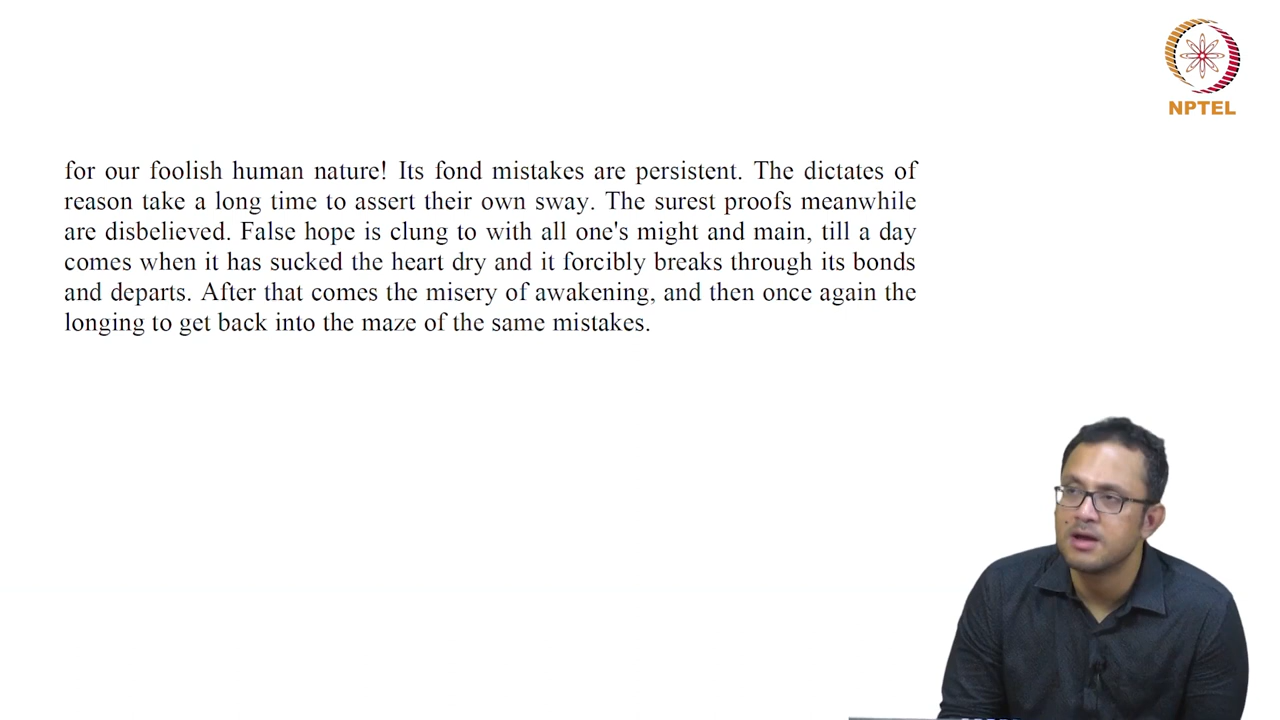 NPTEL
for our foolish human nature! Its fond mistakes are persistent. The dictates of
reason take a long time to assert their own sway. The surest proofs meanwhile
are disbelieved. False hope is clung to with all one's might and main, till a day
comes when it has sucked the heart dry and it forcibly breaks through its bonds
and departs. After that comes the misery of awakening, and then once again the
longing to get back into the maze of the same mistakes.